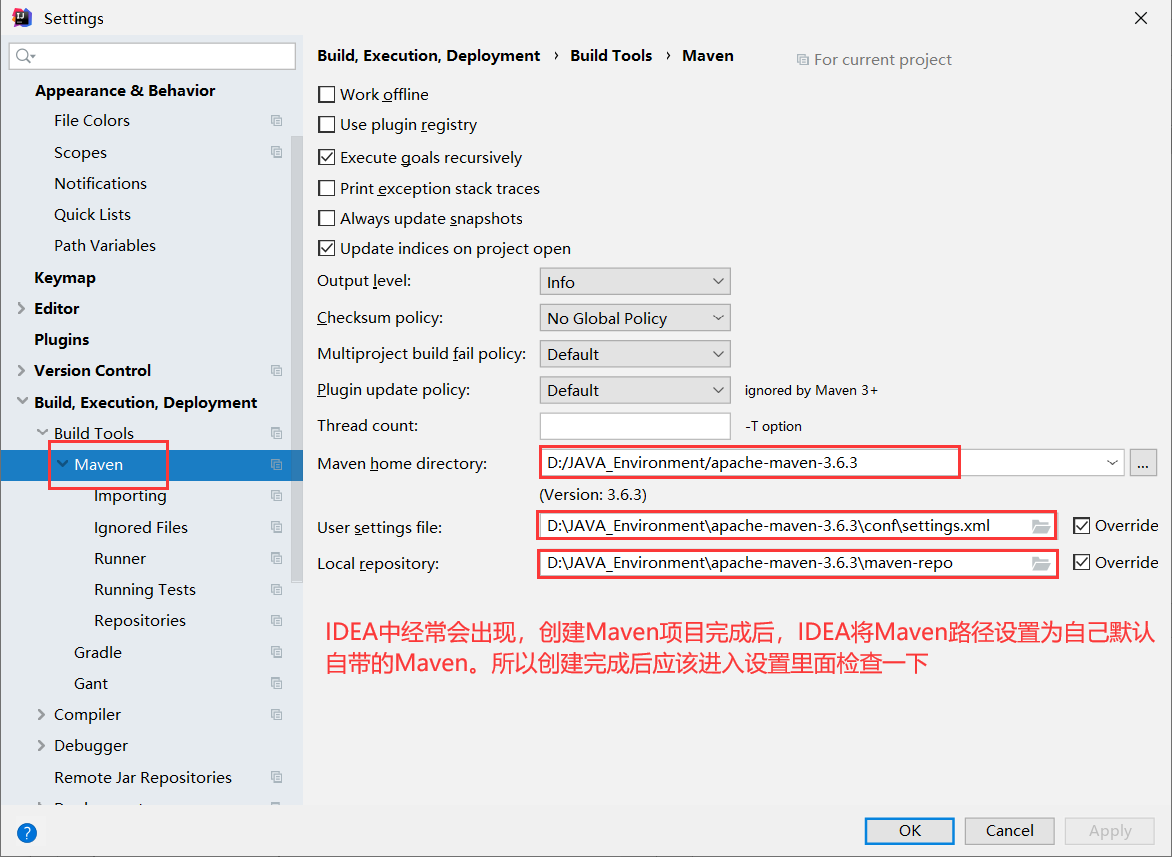 Settings
Appearance & Behavior
File Colors
Scopes
Notifications
Quick Lists
Path Variables
Keymap
Editor
Plugins
Version Control
Build, Execution, Deployment
Build Tools
Maven
Importing
Ignored Files
Runner
Running Tests
Repositories
Gradle
Gant
Compiler
Debugger
Remote Jar Repositories
Build, Execution, Deployment › Build Tools › Maven
For current project
Work offline
Use plugin registry
Execute goals recursively
Print exception stack traces
Always update snapshots
Update indices on project open
Output level: Info
Checksum policy: No Global Policy
Multiproject build fail policy: Default
Plugin update policy: Default ignored by Maven 3+
Thread count: -T option
Maven home directory: D:/JAVA_Environment/apache-maven-3.6.3 ...
(Version: 3.6.3)
User settings file: D:\JAVA_Environment\apache-maven-3.6.3\conf\settings.xml Override
Local repository: D:\JAVA_Environment\apache-maven-3.6.3\maven-repo Override
IDEA中经常会出现，创建Maven项目完成后，IDEA将Maven路径设置为自己默认
自带的Maven。所以创建完成后应该进入设置里面检查一下
? OK Cancel Apply